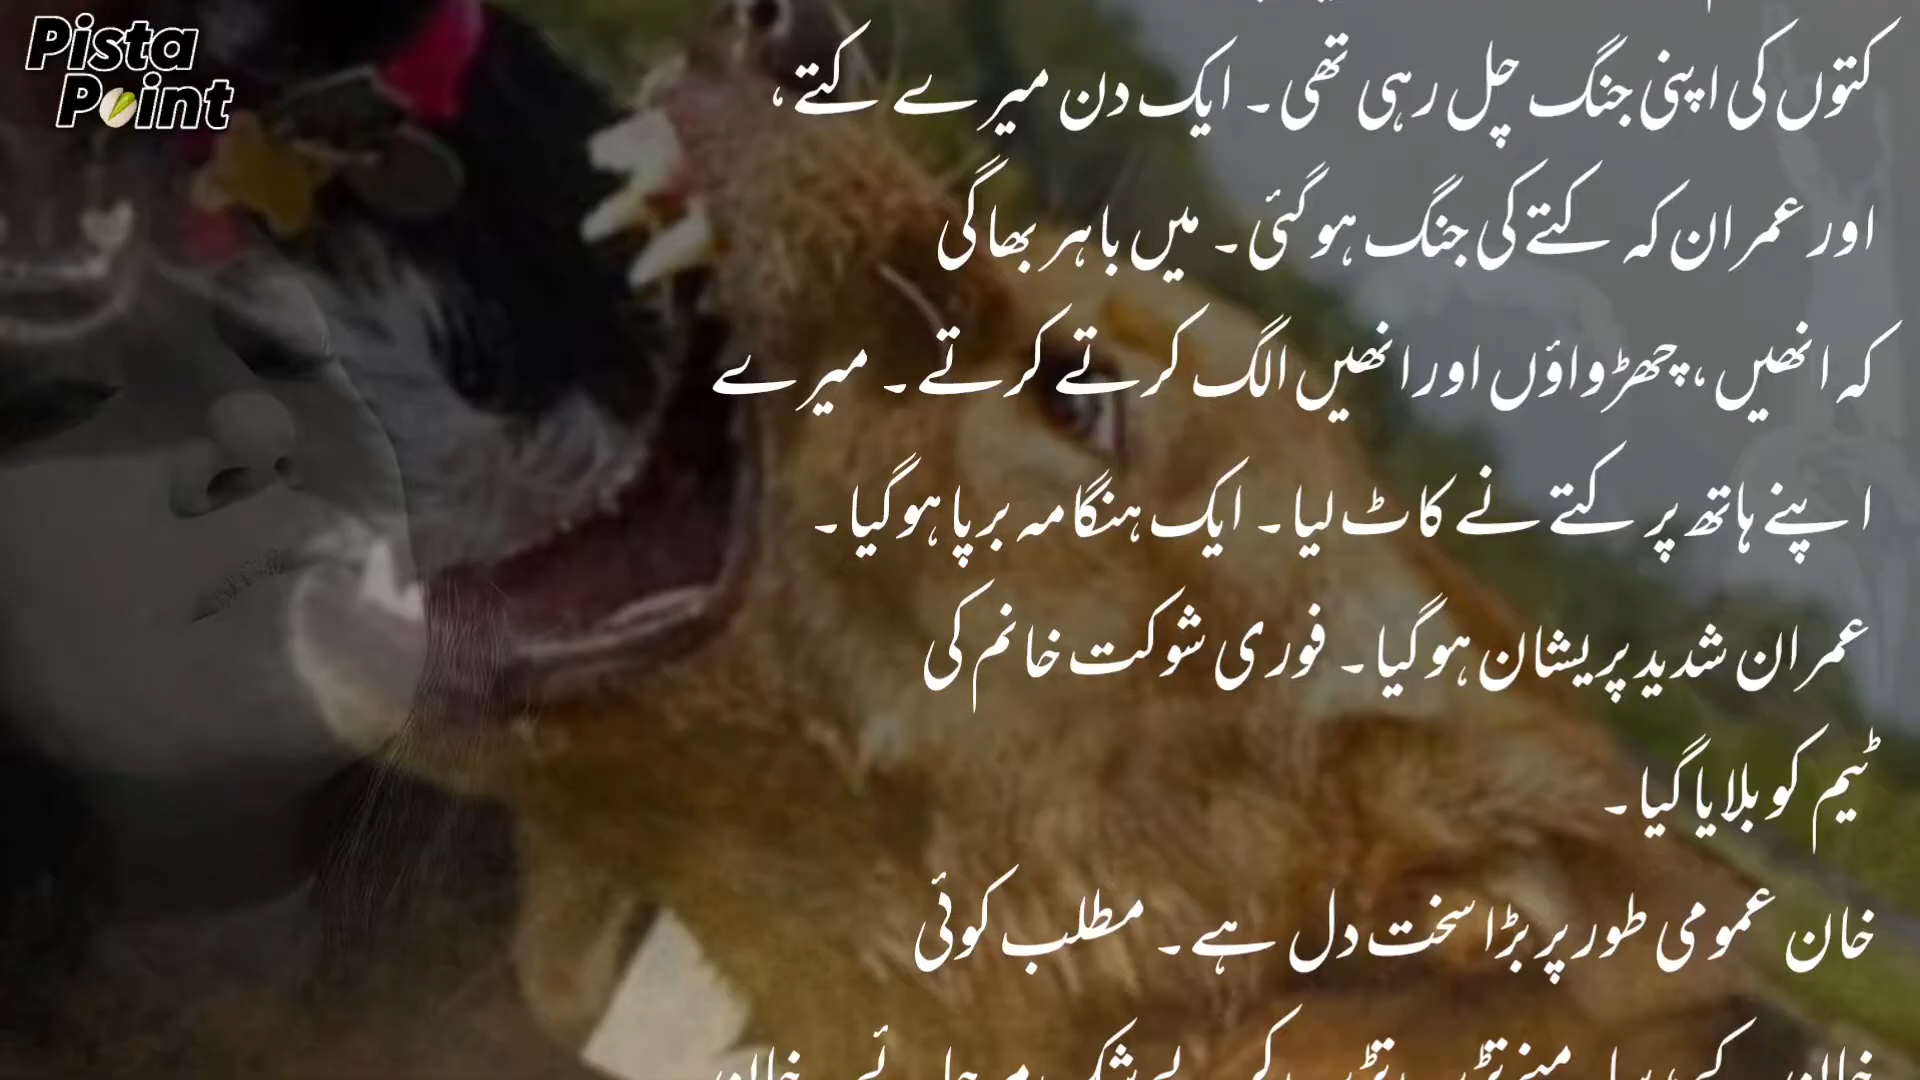 Pista
Point
کتوں کی اپنی جنگ چل رہی تھی۔ ایک دن میرے کتے،
اور عمران کہ کتے کی جنگ ہوگئی۔ میں باہر بھاگی
کہ انھیں، چھڑواؤں اور انھیں الگ کرتے کرتے۔ میرے
اپنے ہاتھ پر کتے نے کاٹ لیا۔ ایک ہنگامہ برپا ہوگیا۔
عمران شدید پریشان ہوگیا۔ فوری شوکت خانم کی
ٹیم کو بلایا گیا۔
خان عمومی طور پر بڑا سخت دل ہے۔ مطلب کوئی